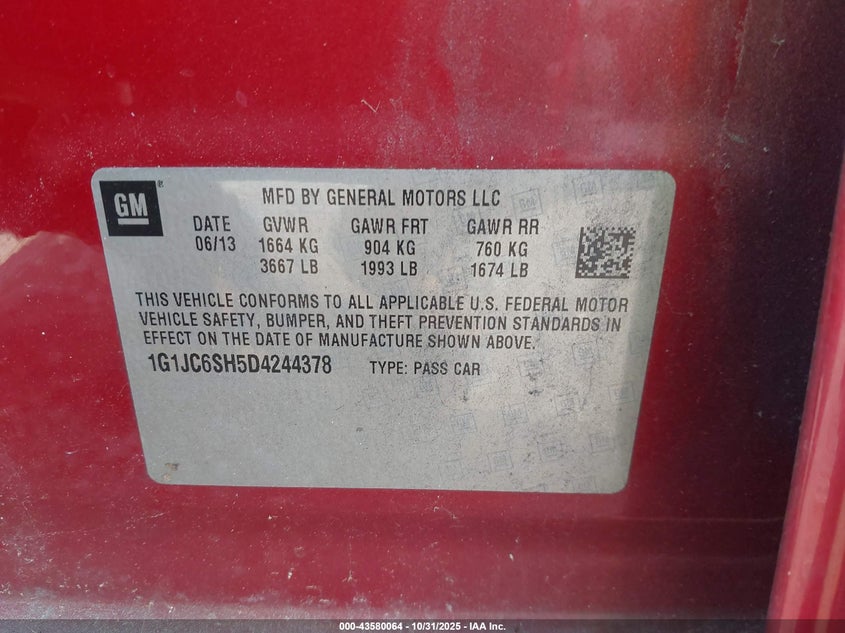 GM ® MFD BY GENERAL MOTORS LLC
DATE GVWR GAWR FRT GAWR RR
06/13 1664 KG 904 KG 760 KG
3667 LB 1993 LB 1674 LB
THIS VEHICLE CONFORMS TO ALL APPLICABLE U.S. FEDERAL MOTOR
VEHICLE SAFETY, BUMPER, AND THEFT PREVENTION STANDARDS IN
EFFECT ON THE DATE OF MANUFACTURE SHOWN ABOVE.
1G1JC6SH5D4244378 TYPE: PASS CAR
000-43580064 - 10/31/2025 - IAA Inc.